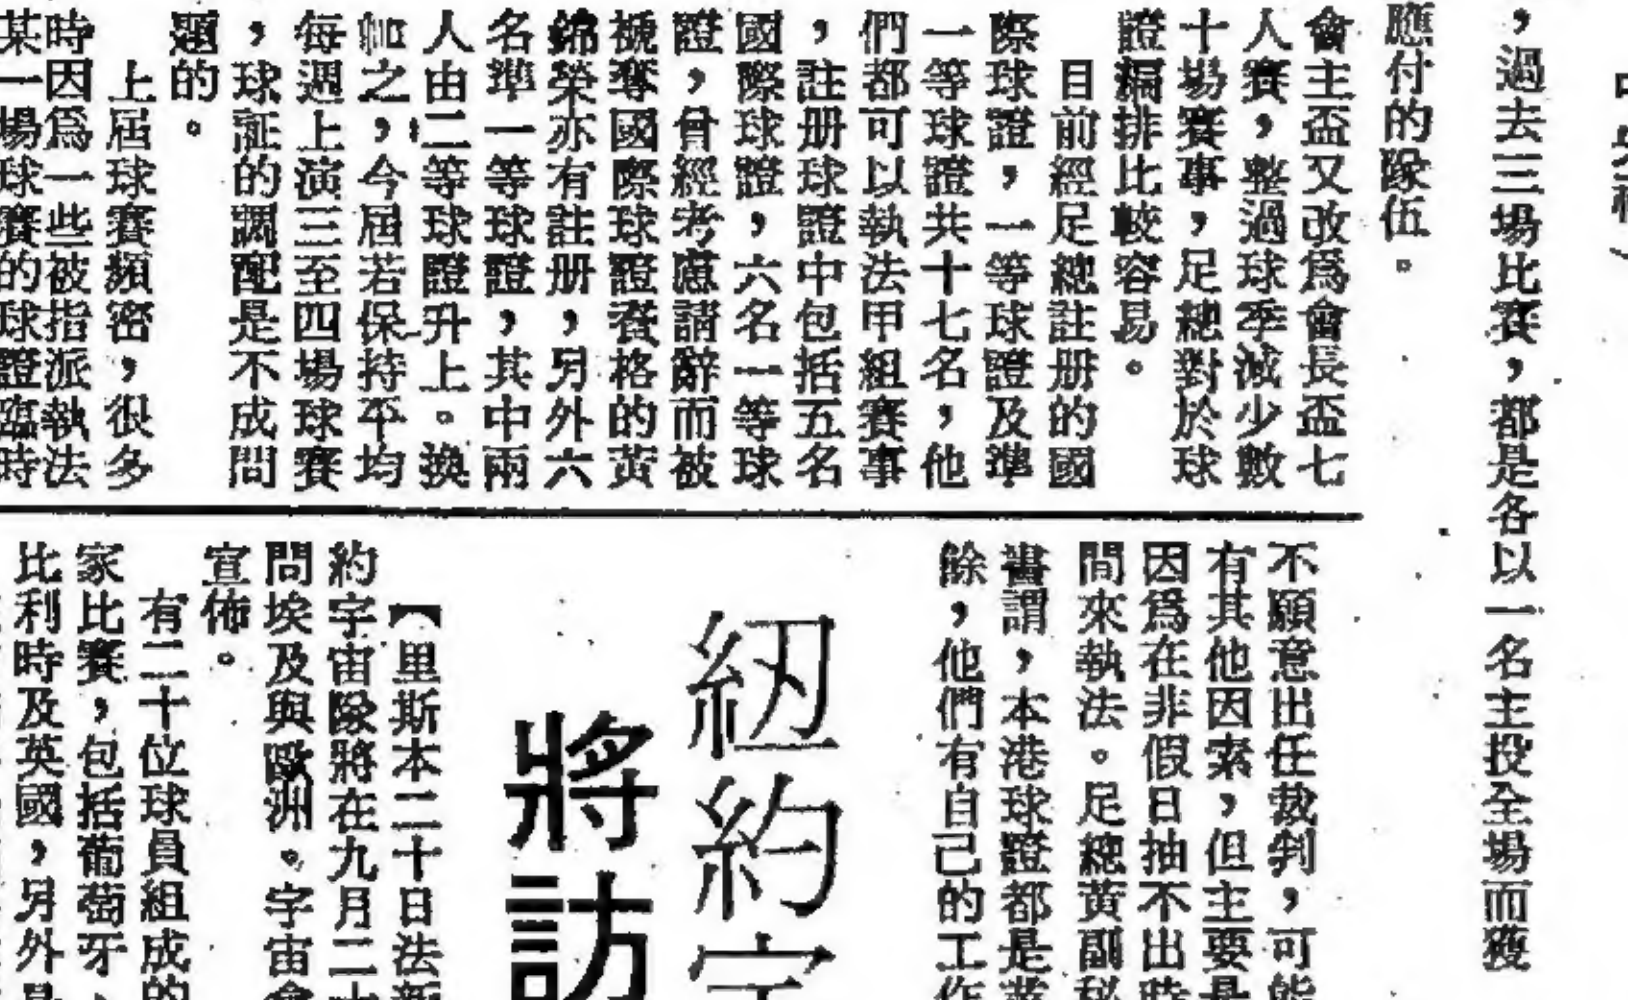 ，過去三場比賽，都是各以一名主投全場而獲
應付的隊伍。
會主盃又改爲會長盃七
人賽，整過球季減少數
十場賽事，足總對於球
證編排比較容易。
目前經足總註册的國
際球證，一等球證及準
一等球證共十七名，他
們都可以執法甲組賽事
，註册球證中包括五名
國際球證，六名一等球
證，曾經考慮請辭而被
褫奪國際球證資格的黃
錦榮亦有註册，另外六
名準一等球證，其中兩
人由二等球證升上。換
之，今屆若保持平均
每週上演三至四場球賽
，球証的調配是不成問
題的。
上屆球賽頻密，很多
時因爲一些被指派執法
某一場球賽的球證臨時
不願意出任裁判，可能
有其他因素，但主要是
因爲在非假日抽不出時
間來執法。足總黃副秘
書謂，本港球證都是業
餘，他們有自己的工作
紐約宇
將訪
【里斯本二十日法新
約宇宙隊將在九月二十
問埃及與歐洲。宇宙會
宣佈。
有二十位球員組成的
家比賽，包括葡萄牙、
比利時及英國，另外是